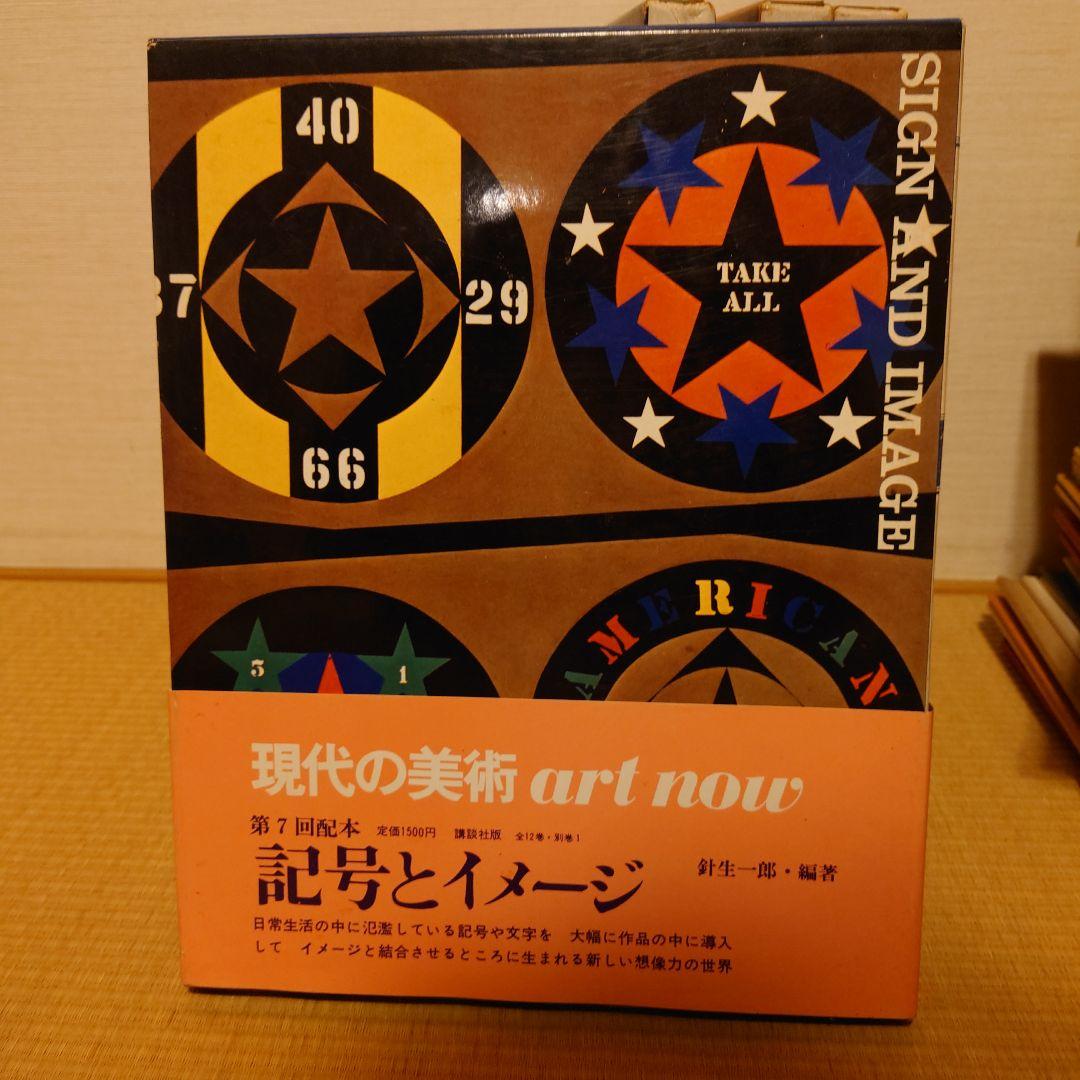 40
37
29
66
TAKE
ALL
SIGN AND IMAGE
5
1
AMERICAN
現代の美術 art now
第7回配本 定価1500円 講談社版 全12巻・別巻1
記号とイメージ 針生一郎・編著
日常生活の中に氾濫している記号や文字を 大幅に作品の中に導入
して イメージと結合させるところに生まれる新しい想像力の世界